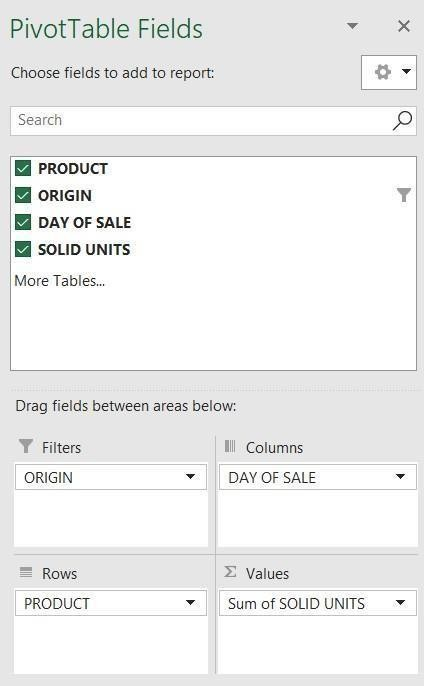 PivotTable Fields
Choose fields to add to report:
Search
PRODUCT
ORIGIN
DAY OF SALE
SOLID UNITS
More Tables...
Drag fields between areas below:
Filters
Columns
ORIGIN
DAY OF SALE
Rows
Values
PRODUCT
Sum of SOLID UNITS